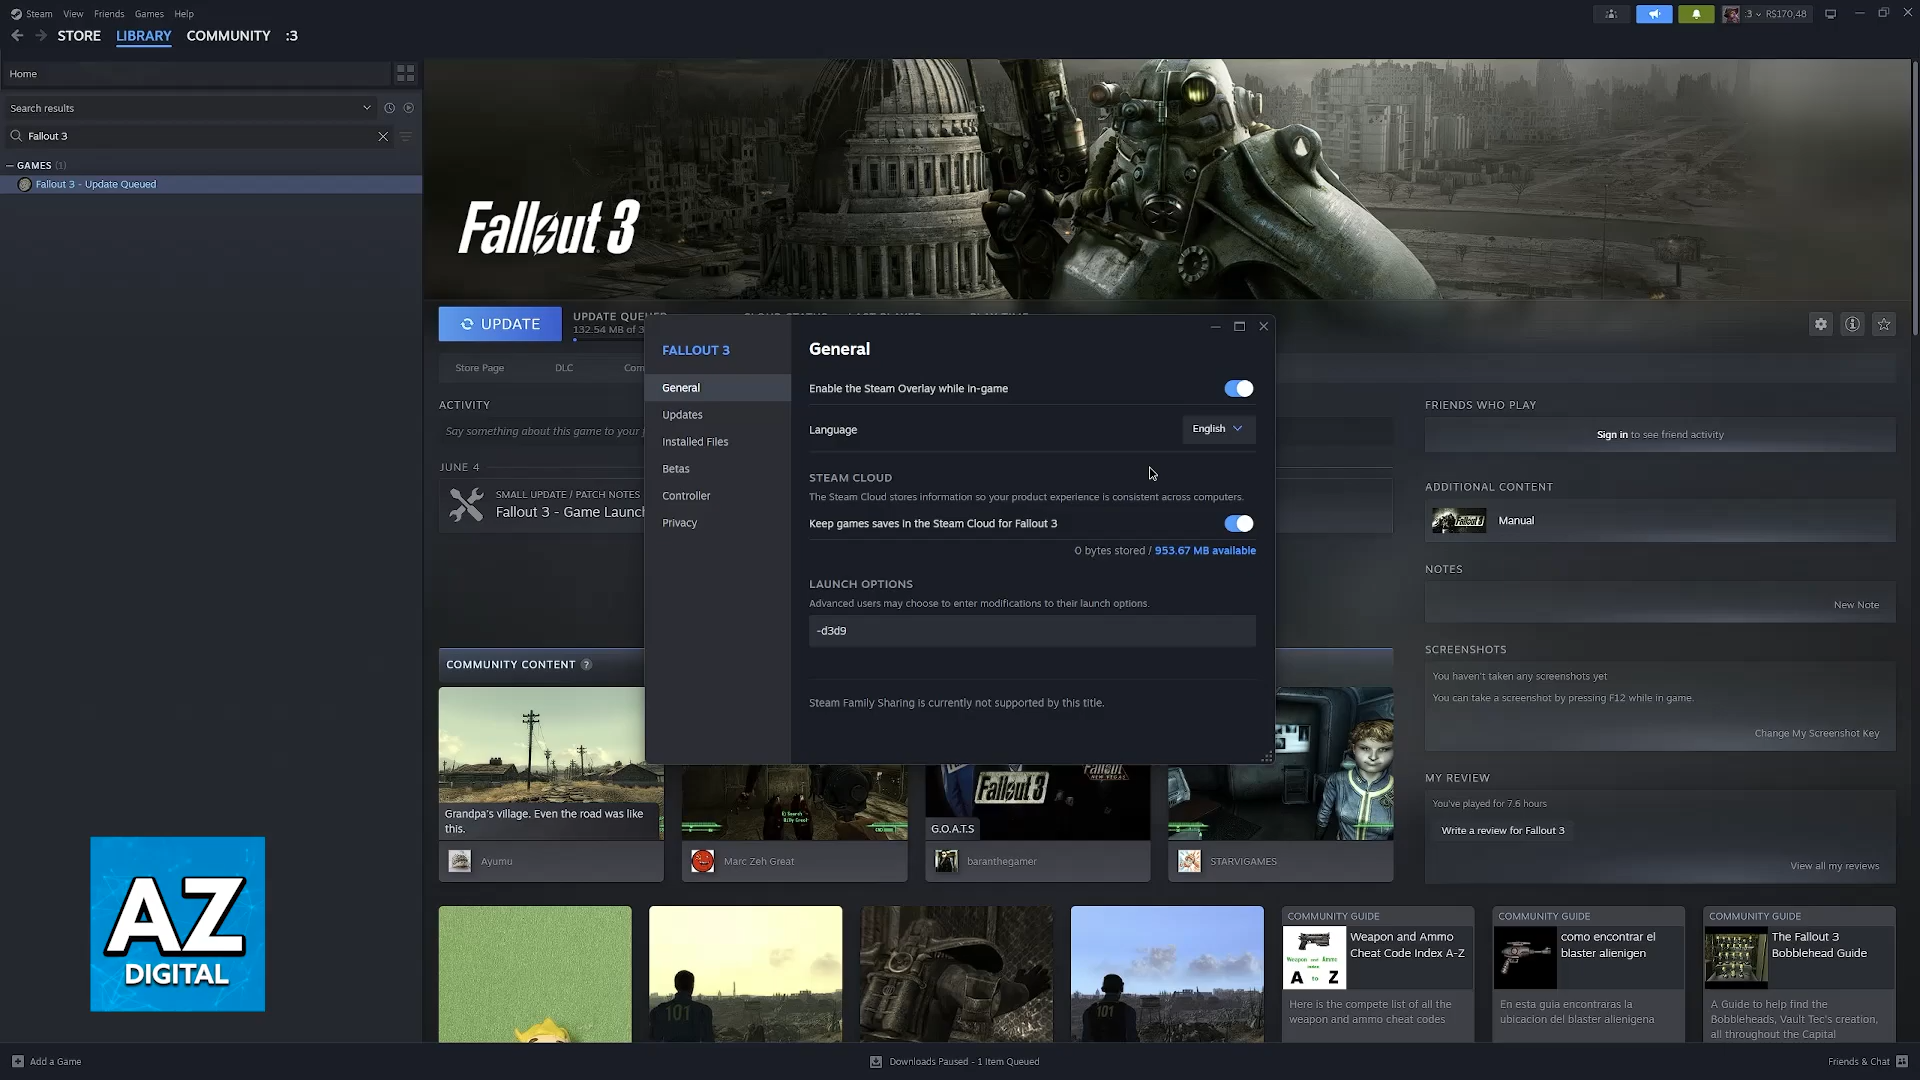 Steam View Friends Games Help
:3 R$170,48
STORE LIBRARY COMMUNITY :3
Home
Search results
Fallout 3
GAMES (1)
Fallout 3 - Update Queued
Fallout 3
UPDATE
UPDATE QUEUED
132.54 MB of 3
Store Page DLC Com
ACTIVITY
Say something about this game to your f
JUNE 4
SMALL UPDATE / PATCH NOTES
Fallout 3 - Game Launch
FALLOUT 3
General
Updates
Installed Files
Betas
Controller
Privacy
General
Enable the Steam Overlay while in-game
Language English
STEAM CLOUD
The Steam Cloud stores information so your product experience is consistent across computers.
Keep games saves in the Steam Cloud for Fallout 3
0 bytes stored / 953.67 MB available
LAUNCH OPTIONS
Advanced users may choose to enter modifications to their launch options.
-d3d9
Steam Family Sharing is currently not supported by this title.
FRIENDS WHO PLAY
Sign in to see friend activity
ADDITIONAL CONTENT
Manual
NOTES
New Note
SCREENSHOTS
You haven't taken any screenshots yet
You can take a screenshot by pressing F12 while in game.
Change My Screenshot Key
MY REVIEW
You've played for 7.6 hours
Write a review for Fallout 3
View all my reviews
COMMUNITY CONTENT ?
Grandpa's village. Even the road was like
this.
Ayumu
Marc Zeh Great
Fallout 3
G.O.A.T.S
baranthegamer
STARVIGAMES
101
101
COMMUNITY GUIDE
Weapon and Ammo
Cheat Code Index A-Z
Weapon and Ammo
A to Z
Here is the compete list of all the
weapon and ammo cheat codes
COMMUNITY GUIDE
como encontrar el
blaster alienigen
En esta guia encontraras la
ubicacion del blaster alienigena
COMMUNITY GUIDE
The Fallout 3
Bobblehead Guide
A Guide to help find the
Bobbleheads, Vault Tec's creation,
all throughout the Capital
AZ
DIGITAL
Add a Game
Downloads Paused - 1 Item Queued
Friends & Chat